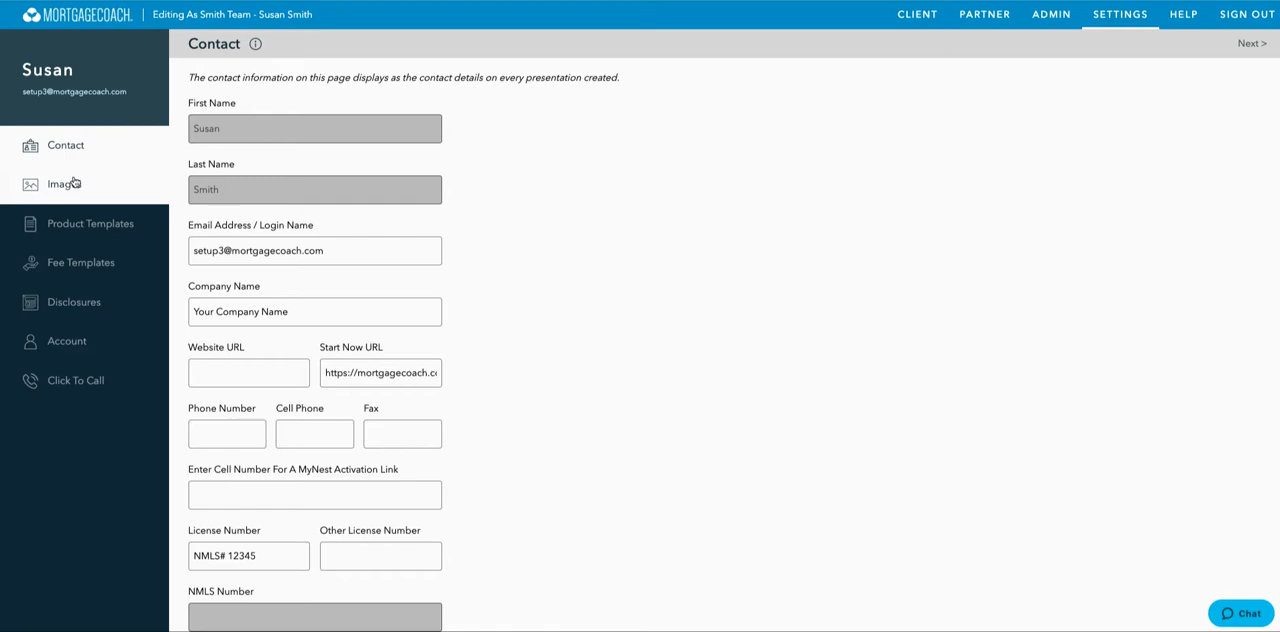 MORTGAGECOACH. | Editing As Smith Team - Susan Smith
CLIENT PARTNER ADMIN SETTINGS HELP SIGN OUT
Susan
setup3@mortgagecoach.com
Contact
Product Templates
Fee Templates
Disclosures
Account
Click To Call
Contact
Next >
The contact information on this page displays as the contact details on every presentation created.
First Name
Susan
Last Name
Smith
Email Address / Login Name
setup3@mortgagecoach.com
Company Name
Your Company Name
Website URL Start Now URL
https://mortgagecoach.c
Phone Number Cell Phone Fax
Enter Cell Number For A MyNest Activation Link
License Number Other License Number
NMLS# 12345
NMLS Number
Chat